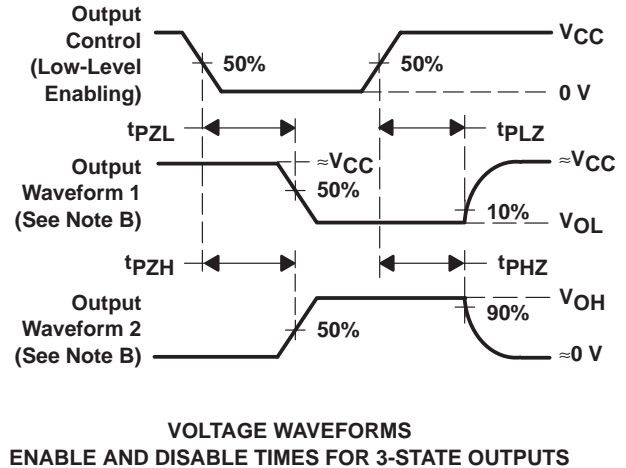 Output
Control
(Low-Level
Enabling)
VCC
50%
50%
0 V
tPZL
tPLZ
Output
Waveform 1
(See Note B)
≈VCC
≈VCC
50%
10%
VOL
tPZH
tPHZ
Output
Waveform 2
(See Note B)
VOH
50%
90%
≈0 V
VOLTAGE WAVEFORMS
ENABLE AND DISABLE TIMES FOR 3-STATE OUTPUTS